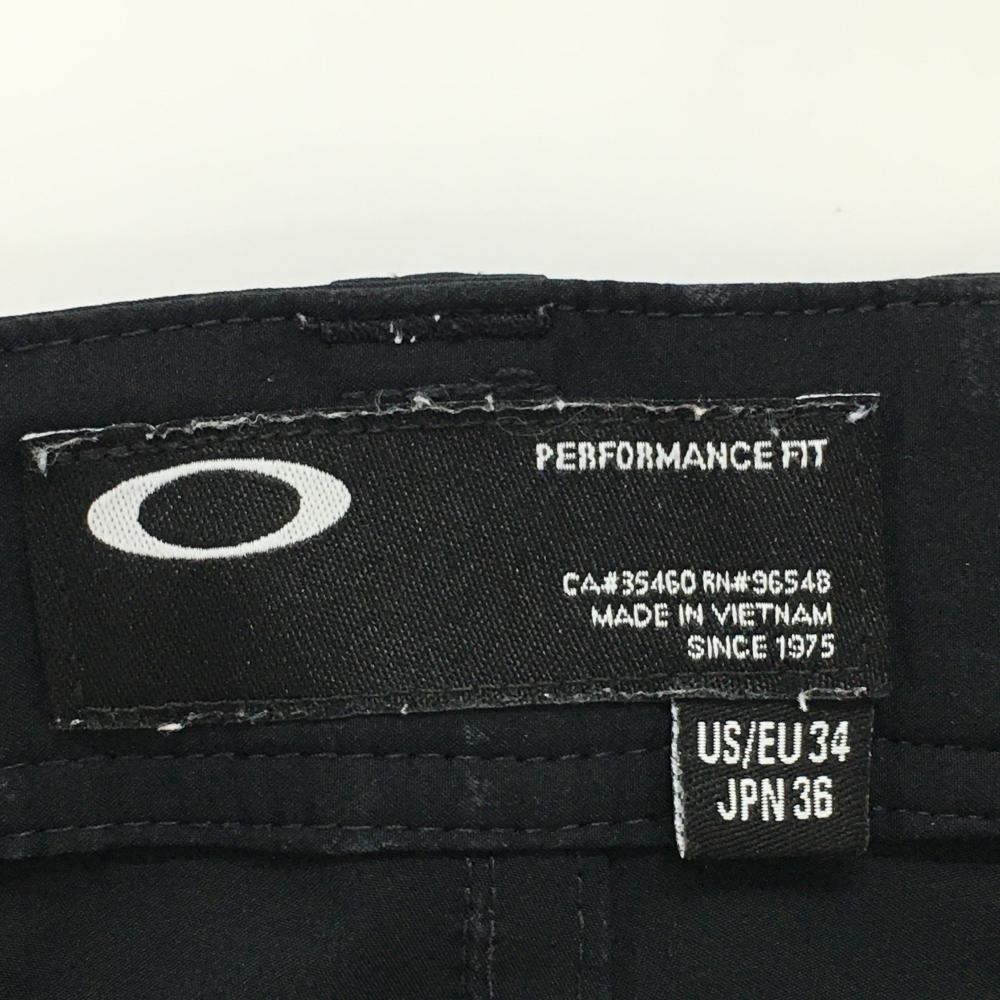 PERFORMANCE FIT
CA#35460 RN#96548
MADE IN VIETNAM
SINCE 1975
US/EU 34
JPN 36